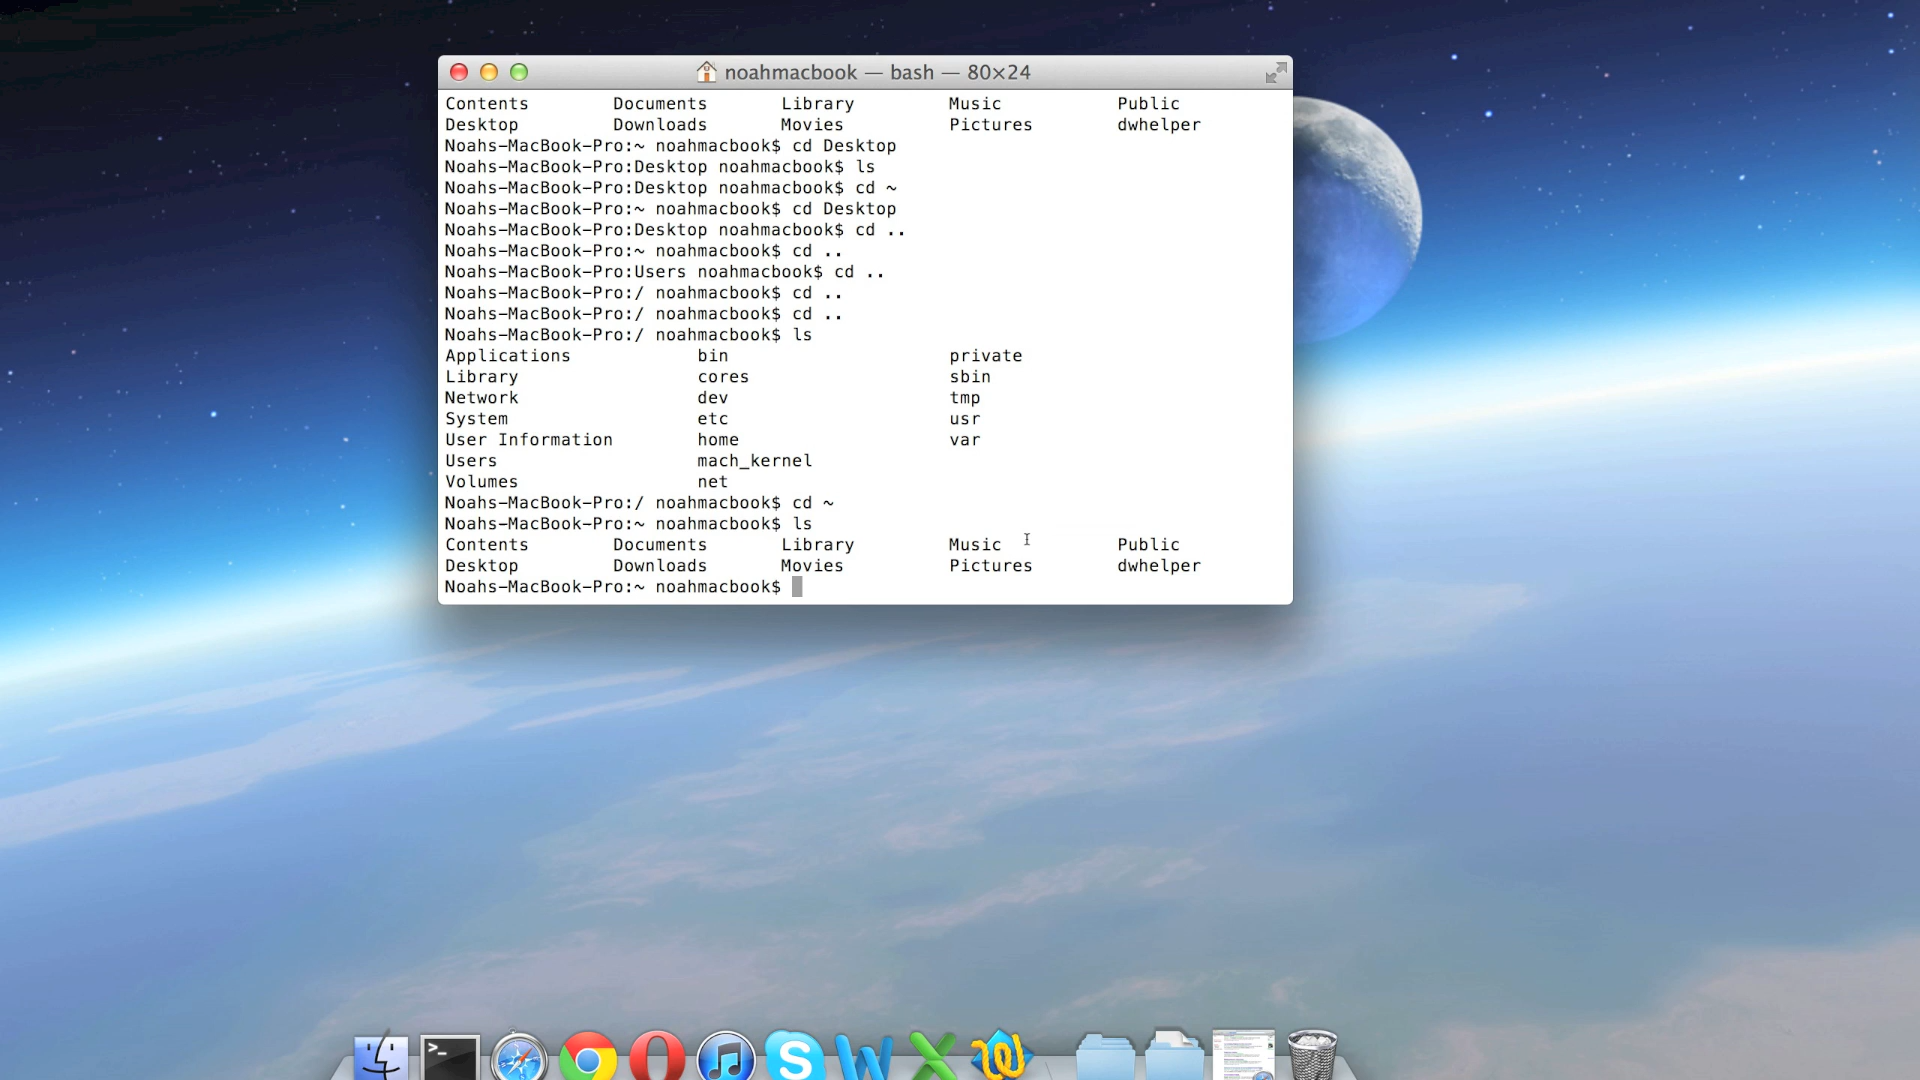 noahmacbook — bash — 80×24
Contents Documents Library Music Public
Desktop Downloads Movies Pictures dwhelper
Noahs-MacBook-Pro:~ noahmacbook$ cd Desktop
Noahs-MacBook-Pro:Desktop noahmacbook$ ls
Noahs-MacBook-Pro:Desktop noahmacbook$ cd ~
Noahs-MacBook-Pro:~ noahmacbook$ cd Desktop
Noahs-MacBook-Pro:Desktop noahmacbook$ cd ..
Noahs-MacBook-Pro:~ noahmacbook$ cd ..
Noahs-MacBook-Pro:Users noahmacbook$ cd ..
Noahs-MacBook-Pro:/ noahmacbook$ cd ..
Noahs-MacBook-Pro:/ noahmacbook$ cd ..
Noahs-MacBook-Pro:/ noahmacbook$ ls
Applications bin private
Library cores sbin
Network dev tmp
System etc usr
User Information home var
Users mach_kernel
Volumes net
Noahs-MacBook-Pro:/ noahmacbook$ cd ~
Noahs-MacBook-Pro:~ noahmacbook$ ls
Contents Documents Library Music Public
Desktop Downloads Movies Pictures dwhelper
Noahs-MacBook-Pro:~ noahmacbook$